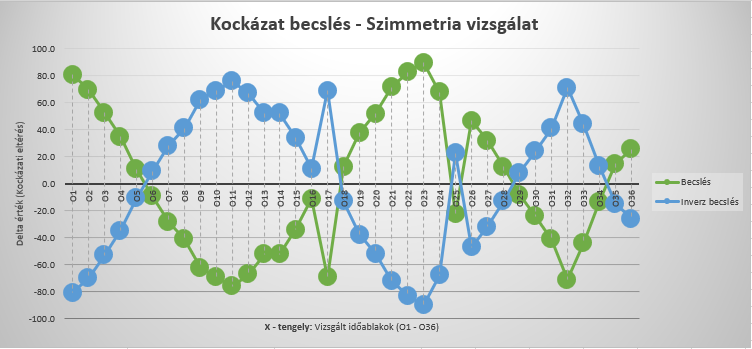 Kockázat becslés - Szimmetria vizsgálat
Delta érték (kockázati eltérés)
100.0
80.0
60.0
40.0
20.0
0.0
-20.0
-40.0
-60.0
-80.0
-100.0
O1 O2 O3 O4 O5 O6 O7 O8 O9 O10 O11 O12 O13 O14 O15 O16 O17 O18 O19 O20 O21 O22 O23 O24 O25 O26 O27 O28 O29 O30 O31 O32 O33 O34 O35 O36
Becslés
Inverz becslés
X - tengely: Vizsgált időablakok (O1 - O36)